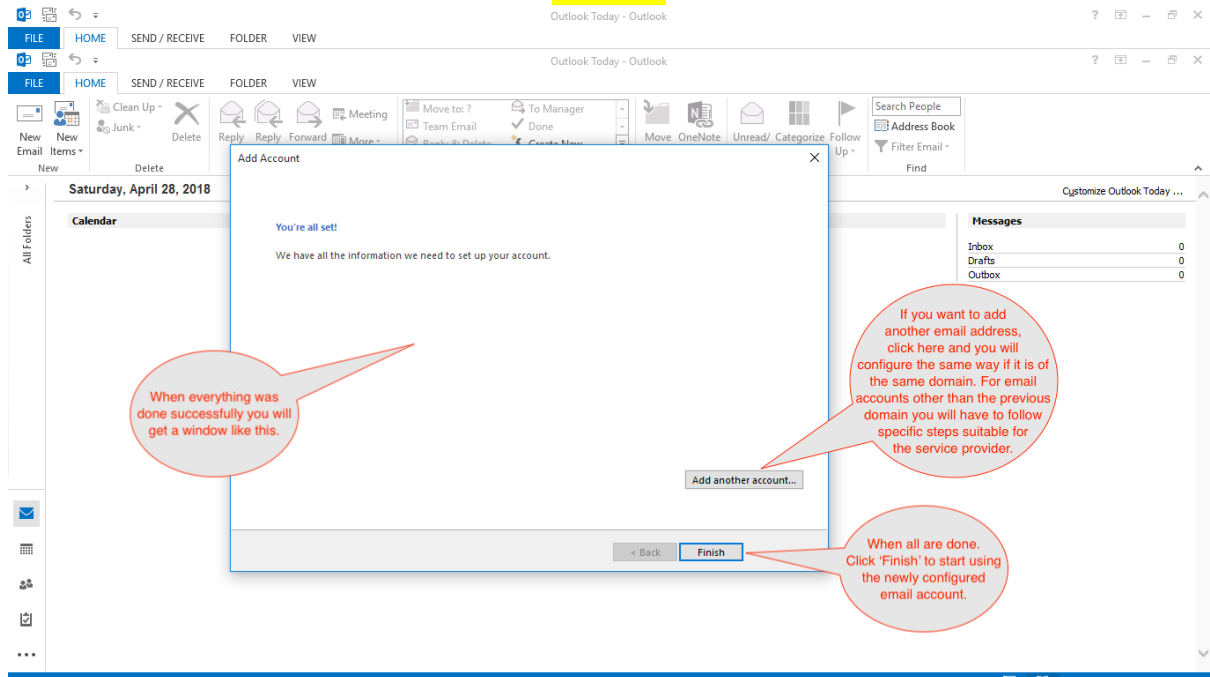 Outlook Today - Outlook
FILE HOME SEND / RECEIVE FOLDER VIEW
Outlook Today - Outlook
FILE HOME SEND / RECEIVE FOLDER VIEW
New Email
New Items
New
Clean Up
Junk
Delete
Delete
Reply
Reply
Forward
Meeting
More
Move to: ?
Team Email
Reply & Delete
To Manager
Done
Create New
Move
OneNote
Unread/
Categorize
Follow Up
Search People
Address Book
Filter Email
Find
All Folders
Saturday, April 28, 2018
Customize Outlook Today ...
Calendar
Messages
Inbox 0
Drafts 0
Outbox 0
Add Account
You're all set!
We have all the information we need to set up your account.
Add another account...
< Back
Finish
When everything was
done successfully you will
get a window like this.
If you want to add
another email address,
click here and you will
configure the same way if it is of
the same domain. For email
accounts other than the previous
domain you will have to follow
specific steps suitable for
the service provider.
When all are done.
Click ‘Finish’ to start using
the newly configured
email account.